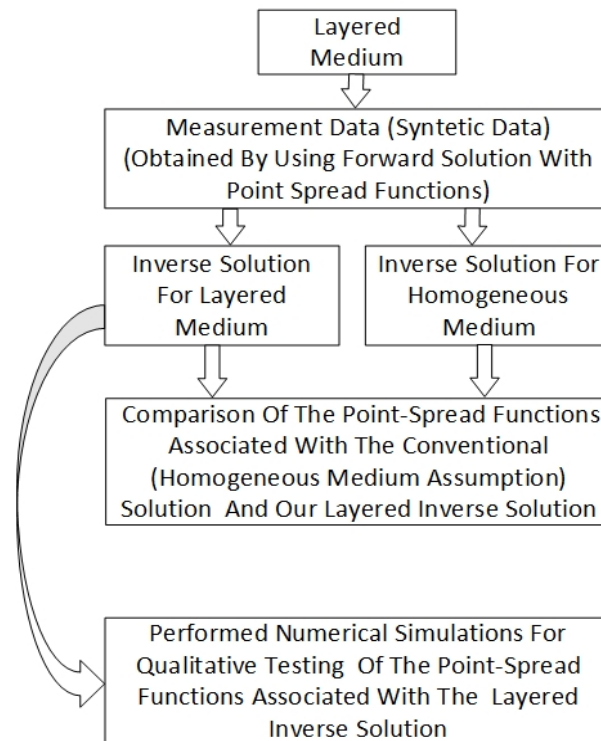 Layered
Medium
Measurement Data (Syntetic Data)
(Obtained By Using Forward Solution With
Point Spread Functions)
Inverse Solution
For Layered
Medium
Inverse Solution For
Homogeneous
Medium
Comparison Of The Point-Spread Functions
Associated With The Conventional
(Homogeneous Medium Assumption)
Solution And Our Layered Inverse Solution
Performed Numerical Simulations For
Qualitative Testing Of The Point-Spread
Functions Associated With The Layered
Inverse Solution